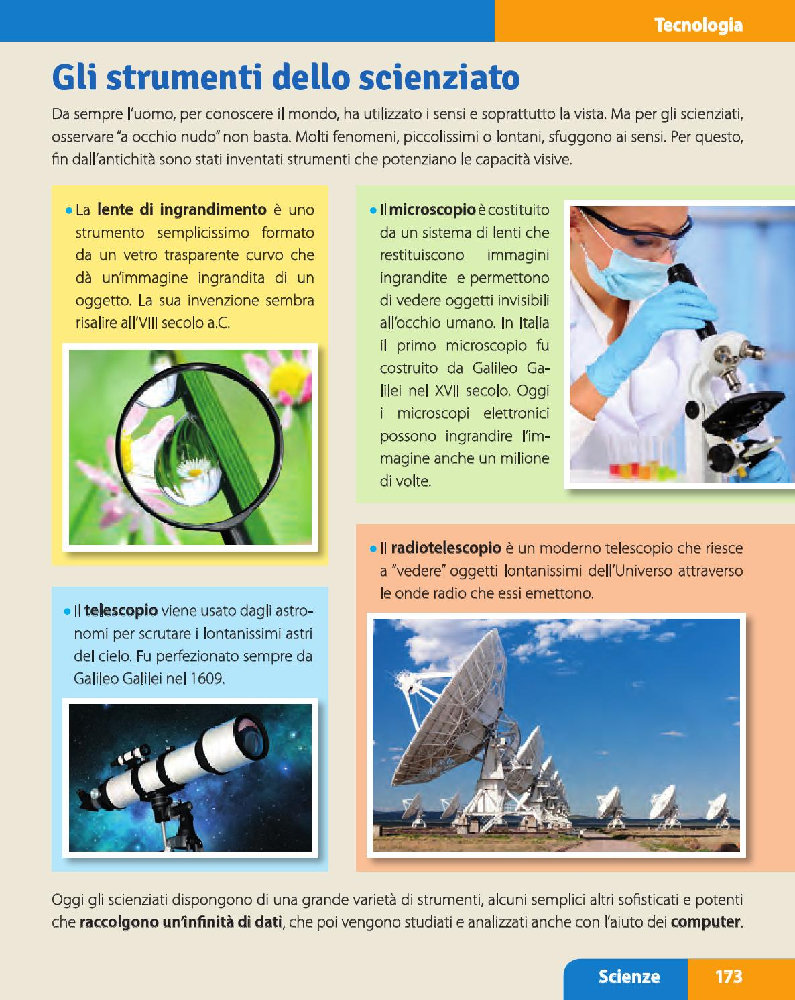 Tecnologia
Gli strumenti dello scienziato
Da sempre l'uomo, per conoscere il mondo, ha utilizzato i sensi e soprattutto la vista. Ma per gli scienziati,
osservare “a occhio nudo” non basta. Molti fenomeni, piccolissimi o lontani, sfuggono ai sensi. Per questo,
fin dall'antichità sono stati inventati strumenti che potenziano le capacità visive.
• La lente di ingrandimento è uno
strumento semplicissimo formato
da un vetro trasparente curvo che
dà un'immagine ingrandita di un
oggetto. La sua invenzione sembra
risalire all'VIII secolo a.C.
• Il microscopio è costituito
da un sistema di lenti che
restituiscono immagini
ingrandite e permettono
di vedere oggetti invisibili
all'occhio umano. In Italia
il primo microscopio fu
costruito da Galileo Ga-
lilei nel XVII secolo. Oggi
i microscopi elettronici
possono ingrandire l'im-
magine anche un milione
di volte.
• Il telescopio viene usato dagli astro-
nomi per scrutare i lontanissimi astri
del cielo. Fu perfezionato sempre da
Galileo Galilei nel 1609.
• Il radiotelescopio è un moderno telescopio che riesce
a “vedere” oggetti lontanissimi dell'Universo attraverso
le onde radio che essi emettono.
Oggi gli scienziati dispongono di una grande varietà di strumenti, alcuni semplici altri sofisticati e potenti
che raccolgono un'infinità di dati, che poi vengono studiati e analizzati anche con l'aiuto dei computer.
Scienze 173